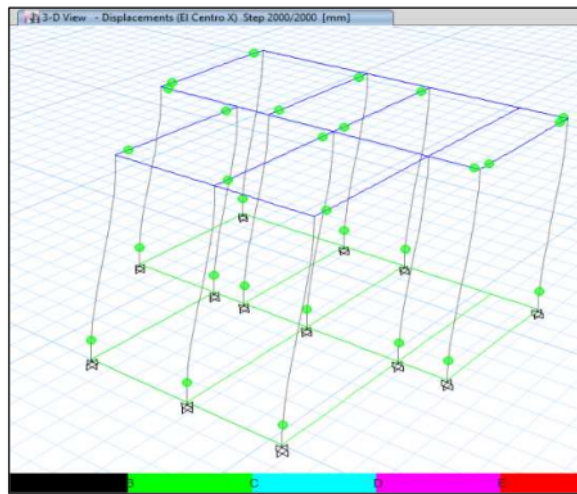 3-D View - Displacements (El Centro X) Step 2000/2000 [mm]
B C D E